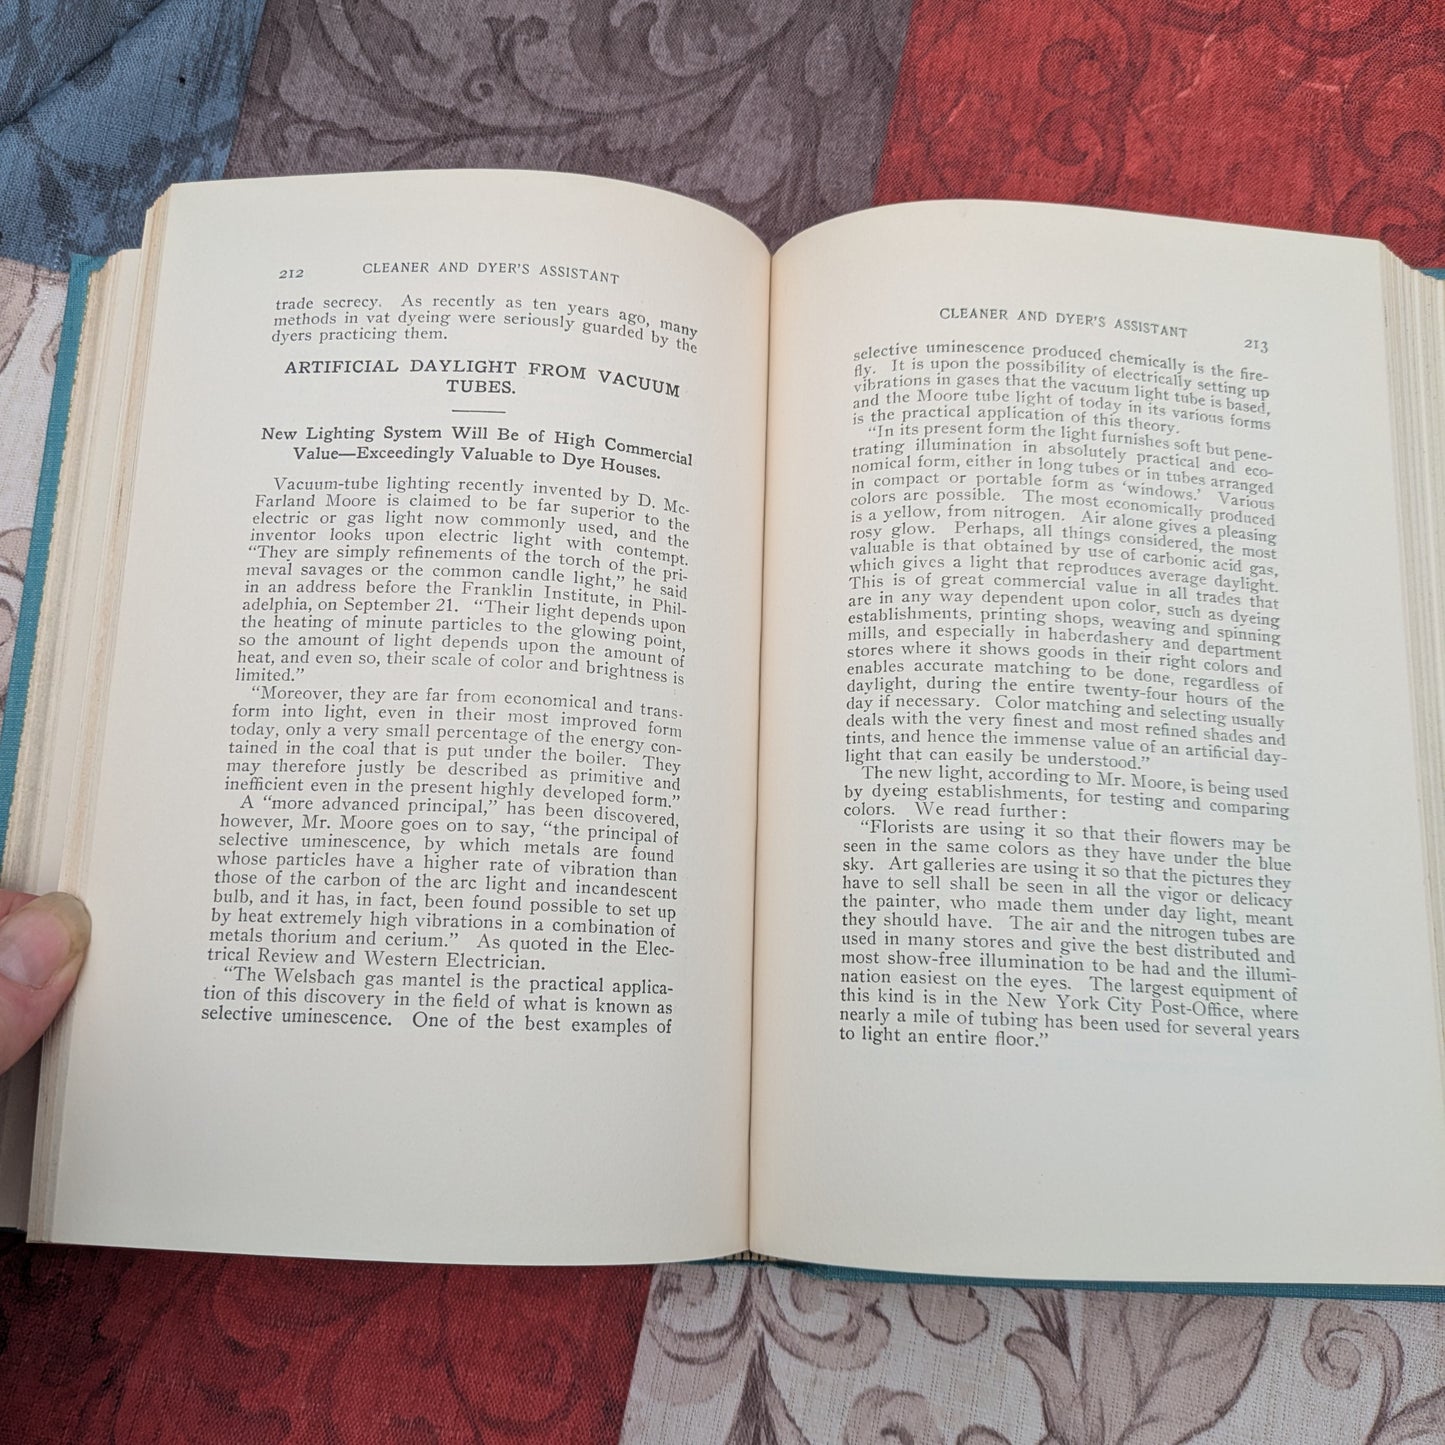 212
CLEANER AND DYER'S ASSISTANT
trade secrecy. As recently as ten years ago, many
methods in vat dyeing were seriously guarded by the
dyers practicing them.
ARTIFICIAL DAYLIGHT FROM VACUUM
TUBES.
New Lighting System Will Be of High Commercial
Value—Exceedingly Valuable to Dye Houses.
Vacuum-tube lighting recently invented by D. Mc-
Farland Moore is claimed to be far superior to the
electric or gas light now commonly used, and the
inventor looks upon electric light with contempt.
"They are simply refinements of the torch of the pri-
meval savages or the common candle light," he said
in an address before the Franklin Institute, in Phil-
adelphia, on September 21. "Their light depends upon
the heating of minute particles to the glowing point,
so the amount of light depends upon the amount of
heat, and even so, their scale of color and brightness is
limited."
"Moreover, they are far from economical and trans-
form into light, even in their most improved form
today, only a very small percentage of the energy con-
tained in the coal that is put under the boiler. They
may therefore justly be described as primitive and
inefficient even in the present highly developed form."
A "more advanced principal," has been discovered,
however, Mr. Moore goes on to say, "the principal of
selective uminescence, by which metals are found
whose particles have a higher rate of vibration than
those of the carbon of the arc light and incandescent
bulb, and it has, in fact, been found possible to set up
by heat extremely high vibrations in a combination of
metals thorium and cerium." As quoted in the Elec-
trical Review and Western Electrician.
"The Welsbach gas mantel is the practical applica-
tion of this discovery in the field of what is known as
selective uminescence. One of the best examples of
CLEANER AND DYER'S ASSISTANT
213
selective uminescence produced chemically is the fire-
fly. It is upon the possibility of electrically setting up
vibrations in gases that the vacuum light tube is based,
and the Moore tube light of today in its various forms
is the practical application of this theory.
"In its present form the light furnishes soft but pene-
trating illumination in absolutely practical and eco-
nomical form, either in long tubes or in tubes arranged
in compact or portable form as 'windows.' Various
colors are possible. The most economically produced
is a yellow, from nitrogen. Air alone gives a pleasing
rosy glow. Perhaps, all things considered, the most
valuable is that obtained by use of carbonic acid gas,
which gives a light that reproduces average daylight.
This is of great commercial value in all trades that
are in any way dependent upon color, such as dyeing
establishments, printing shops, weaving and spinning
mills, and especially in haberdashery and department
stores where it shows goods in their right colors and
enables accurate matching to be done, regardless of
daylight, during the entire twenty-four hours of the
day if necessary. Color matching and selecting usually
deals with the very finest and most refined shades and
tints, and hence the immense value of an artificial day-
light that can easily be understood."
The new light, according to Mr. Moore, is being used
by dyeing establishments, for testing and comparing
colors. We read further:
"Florists are using it so that their flowers may be
seen in the same colors as they have under the blue
sky. Art galleries are using it so that the pictures they
have to sell shall be seen in all the vigor or delicacy
the painter, who made them under day light, meant
they should have. The air and the nitrogen tubes are
used in many stores and give the best distributed and
most show-free illumination to be had and the illumi-
nation easiest on the eyes. The largest equipment of
this kind is in the New York City Post-Office, where
nearly a mile of tubing has been used for several years
to light an entire floor."